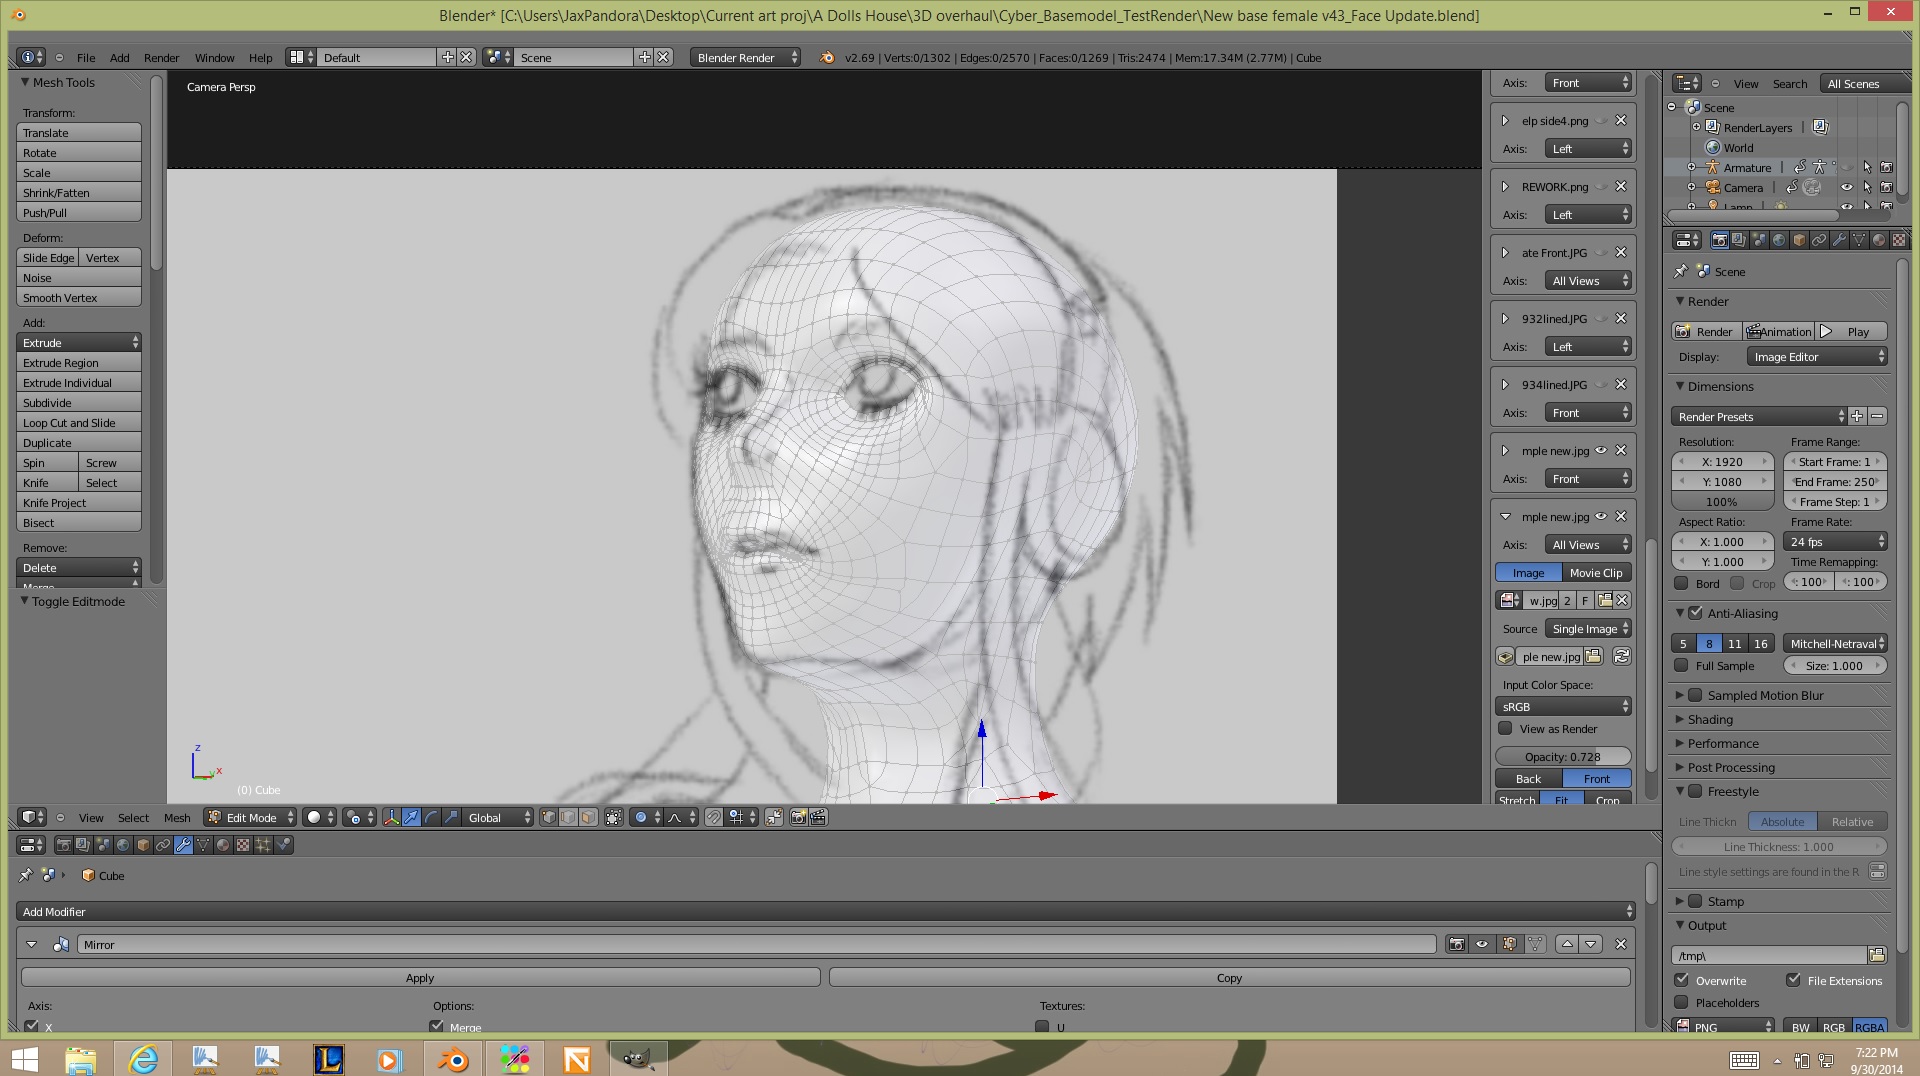 Blender* [C:\Users\JaxPandora\Desktop\Current art proj\A Dolls House\3D overhaul\Cyber_Basemodel_TestRender\New base female v43_Face Update.blend]
File Add Render Window Help Default Scene Blender Render v2.69 | Verts:0/1302 | Edges:0/2570 | Faces:0/1269 | Tris:2474 | Mem:17.34M (2.77M) | Cube
Mesh Tools
Transform:
Translate
Rotate
Scale
Shrink/Fatten
Push/Pull
Deform:
Slide Edge Vertex
Noise
Smooth Vertex
Add:
Extrude
Extrude Region
Extrude Individual
Subdivide
Loop Cut and Slide
Duplicate
Spin Screw
Knife Select
Knife Project
Bisect
Remove:
Delete
Merge
Toggle Editmode
Camera Persp
z
x
(0) Cube
Axis: Front
elp side4.png
Axis: Left
REWORK.png
Axis: Left
ate Front.JPG
Axis: All Views
932lined.JPG
Axis: Left
934lined.JPG
Axis: Front
mple new.jpg
Axis: Front
mple new.jpg
Axis: All Views
Image Movie Clip
w.jpg 2 F
Source Single Image
ple new.jpg
Input Color Space:
sRGB
View as Render
Opacity: 0.728
Back Front
Stretch Fit Crop
View Search All Scenes
Scene
RenderLayers
World
Armature
Camera
Lamp
Scene
Render
Render Animation Play
Display: Image Editor
Dimensions
Render Presets
Resolution: Frame Range:
X: 1920 Start Frame: 1
Y: 1080 End Frame: 250
100% Frame Step: 1
Aspect Ratio: Frame Rate:
X: 1.000 24 fps
Y: 1.000 Time Remapping:
Bord Crop : 100 : 100
Anti-Aliasing
5 8 11 16 Mitchell-Netraval
Full Sample Size: 1.000
Sampled Motion Blur
Shading
Performance
Post Processing
Freestyle
Line Thickn Absolute Relative
Line Thickness: 1.000
Line style settings are found in the R
Stamp
Output
/tmp\
Overwrite File Extensions
Placeholders
PNG BW RGB RGBA
View Select Mesh Edit Mode Global
Cube
Add Modifier
Mirror
Apply Copy
Axis: Options: Textures:
X Merge U
7:22 PM
9/30/2014